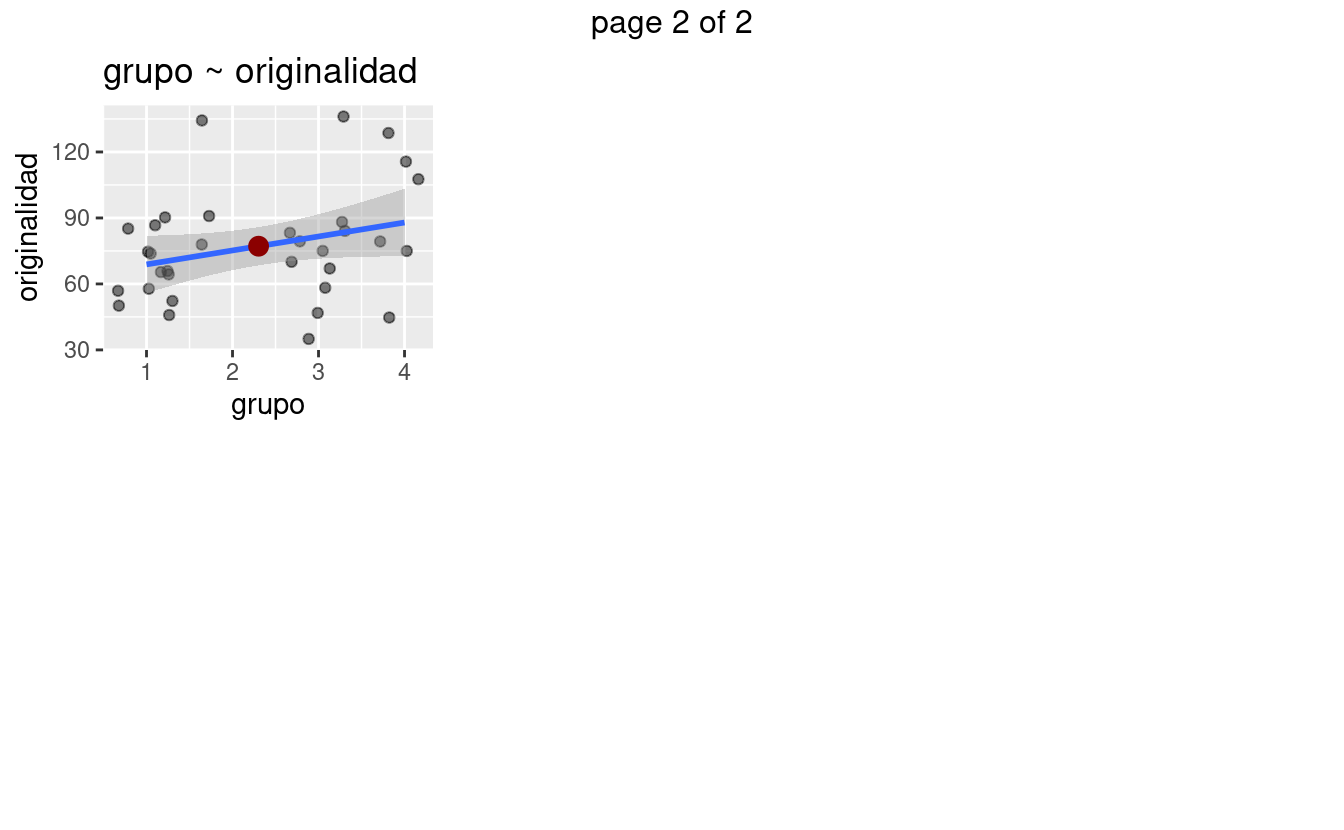 page 2 of 2
grupo ~ originalidad
originalidad
120
90
60
30
1 2 3 4
grupo